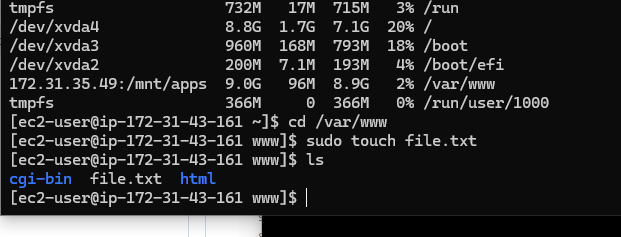 tmpfs 732M 17M 715M 3% /run
/dev/xvda4 8.8G 1.7G 7.1G 20% /
/dev/xvda3 960M 168M 793M 18% /boot
/dev/xvda2 200M 7.1M 193M 4% /boot/efi
172.31.35.49:/mnt/apps 9.0G 96M 8.9G 2% /var/www
tmpfs 366M 0 366M 0% /run/user/1000
[ec2-user@ip-172-31-43-161 ~]$ cd /var/www
[ec2-user@ip-172-31-43-161 www]$ sudo touch file.txt
[ec2-user@ip-172-31-43-161 www]$ ls
cgi-bin file.txt html
[ec2-user@ip-172-31-43-161 www]$